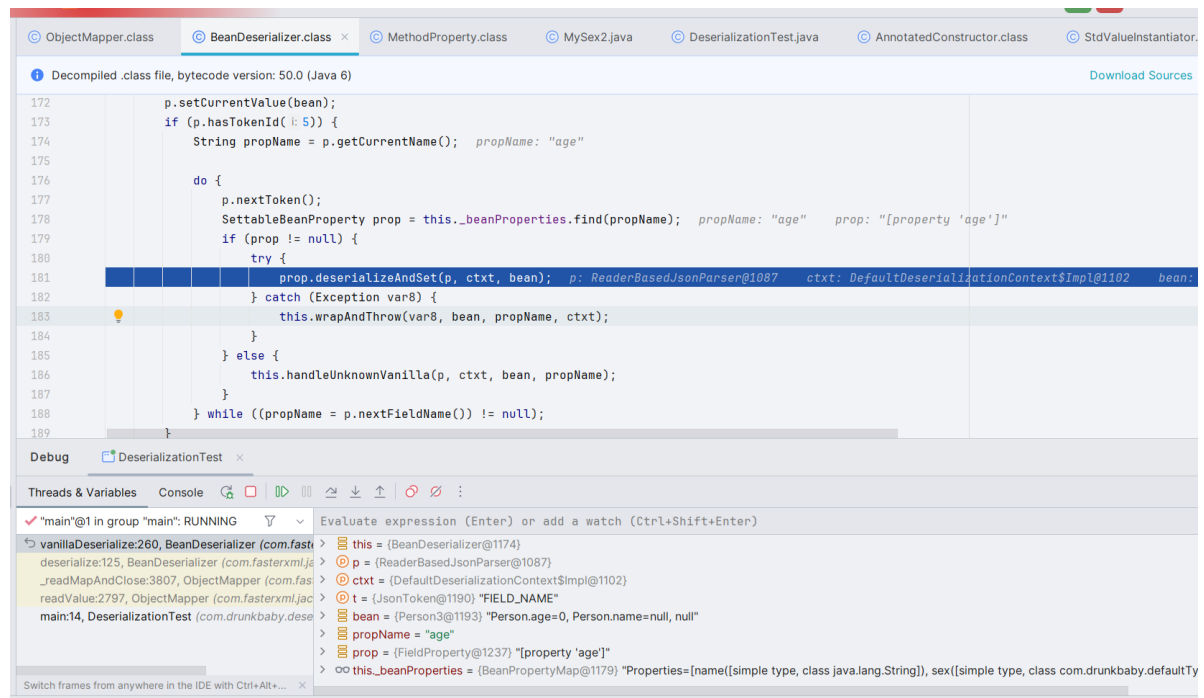 ObjectMapper.class BeanDeserializer.class × MethodProperty.class MySex2.java DeserializationTest.java AnnotatedConstructor.class StdValueInstantiator.
Decompiled .class file, bytecode version: 50.0 (Java 6) Download Sources
172 p.setCurrentValue(bean);
173 if (p.hasTokenId( i: 5)) {
174 String propName = p.getCurrentName(); propName: "age"
175
176 do {
177 p.nextToken();
178 SettableBeanProperty prop = this._beanProperties.find(propName); propName: "age" prop: "[property 'age']"
179 if (prop != null) {
180 try {
181 prop.deserializeAndSet(p, ctxt, bean); p: ReaderBasedJsonParser@1087 ctxt: DefaultDeserializationContext$Impl@1102 bean:
182 } catch (Exception var8) {
183 this.wrapAndThrow(var8, bean, propName, ctxt);
184 }
185 } else {
186 this.handleUnknownVanilla(p, ctxt, bean, propName);
187 }
188 } while ((propName = p.nextFieldName()) != null);
189 }
Debug DeserializationTest ×
Threads & Variables Console
"main"@1 in group "main": RUNNING Evaluate expression (Enter) or add a watch (Ctrl+Shift+Enter)
vanillaDeserialize:260, BeanDeserializer (com.faste this = {BeanDeserializer@1174}
deserialize:125, BeanDeserializer (com.fasterxml.ja p = {ReaderBasedJsonParser@1087}
_readMapAndClose:3807, ObjectMapper (com.fas ctxt = {DefaultDeserializationContext$Impl@1102}
readValue:2797, ObjectMapper (com.fasterxml.jac t = {JsonToken@1190} "FIELD_NAME"
main:14, DeserializationTest (com.drunkbaby.dese bean = {Person3@1193} "Person.age=0, Person.name=null, null"
propName = "age"
prop = {FieldProperty@1237} "[property 'age']"
this._beanProperties = {BeanPropertyMap@1179} "Properties=[name([simple type, class java.lang.String]), sex([simple type, class com.drunkbaby.defaultTy
Switch frames from anywhere in the IDE with Ctrl+Alt+... ×